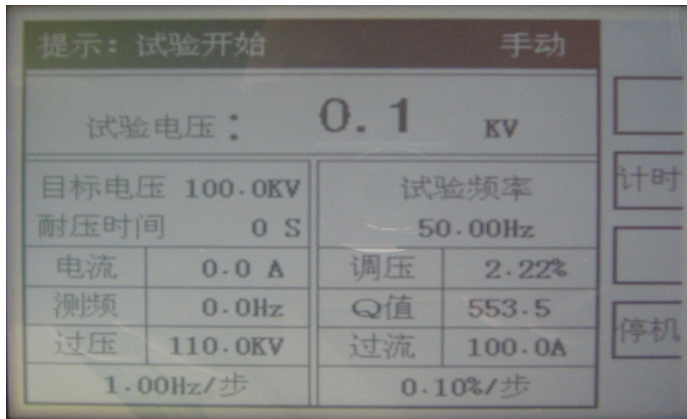 提示：试验开始 手动
试验电压： 0.1 KV
目标电压 100.0KV
耐压时间 0 S
试验频率
50.00Hz
计时
电流 0.0 A 调压 2.22%
测频 0.0Hz Q值 553.5
过压 110.0KV 过流 100.0A
停机
1.00Hz/步 0.10%/步